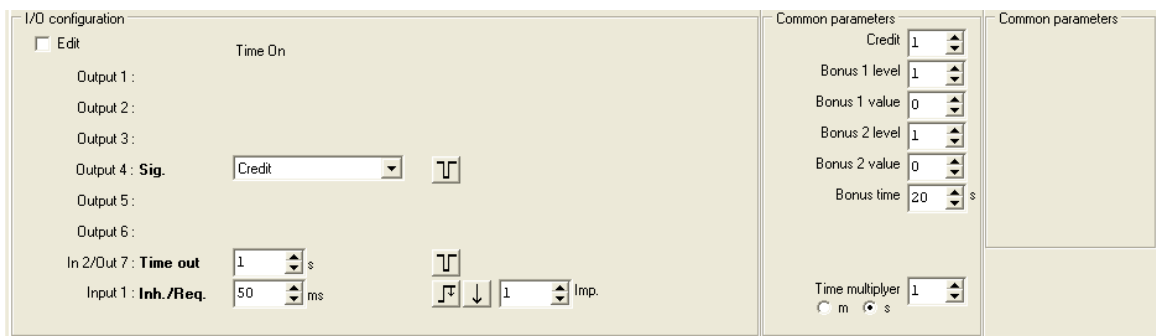 I/O configuration
Edit
Time On
Output 1 :
Output 2 :
Output 3 :
Output 4 : Sig. Credit
Output 5 :
Output 6 :
In 2/Out 7 : Time out 1 s
Input 1 : Inh./Req. 50 ms 1 Imp.
Common parameters
Credit 1
Bonus 1 level 1
Bonus 1 value 0
Bonus 2 level 1
Bonus 2 value 0
Bonus time 20 s
Time multiplyer 1
m s
Common parameters